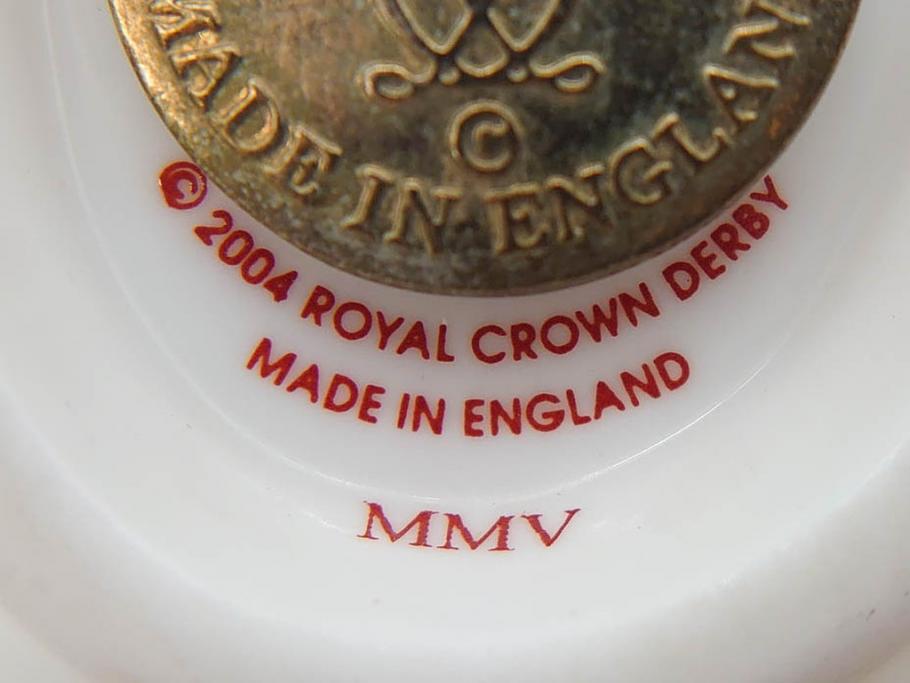 MADE IN ENGLAND
©
© 2004 ROYAL CROWN DERBY
MADE IN ENGLAND
MMV